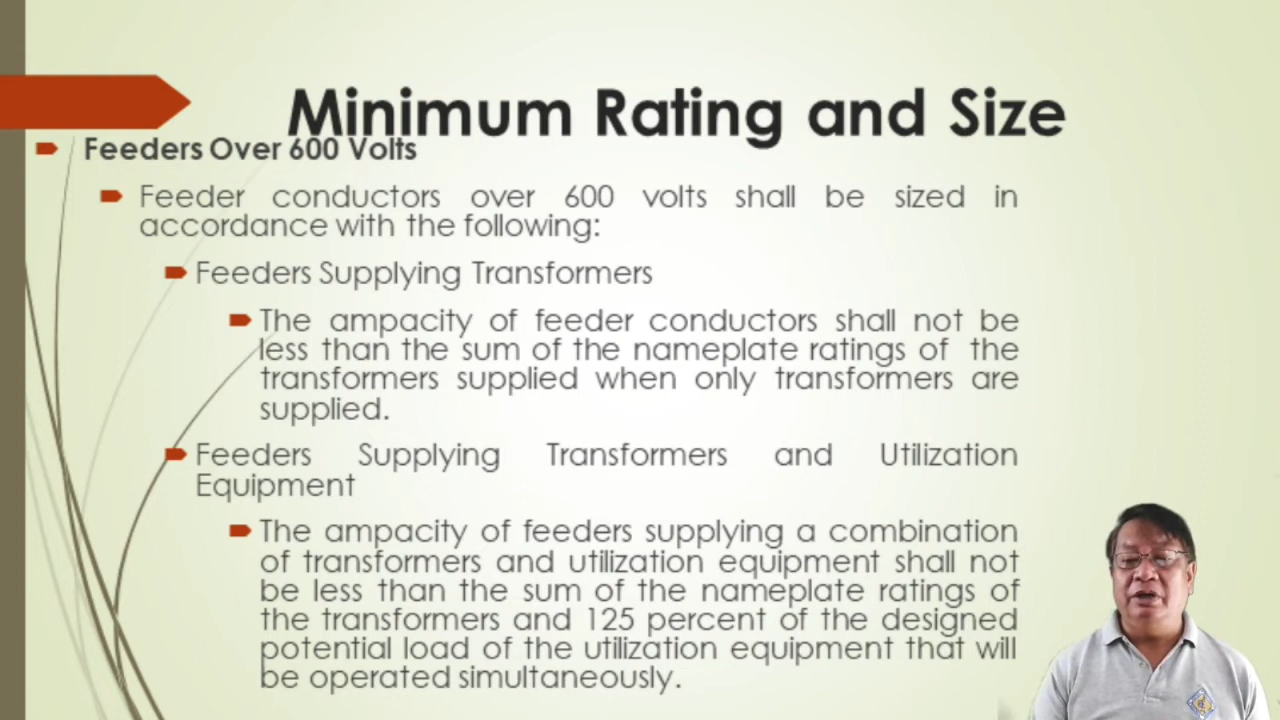 Minimum Rating and Size
Feeders Over 600 Volts
Feeder conductors over 600 volts shall be sized in
accordance with the following:
Feeders Supplying Transformers
The ampacity of feeder conductors shall not be
less than the sum of the nameplate ratings of the
transformers supplied when only transformers are
supplied.
Feeders Supplying Transformers and Utilization
Equipment
The ampacity of feeders supplying a combination
of transformers and utilization equipment shall not
be less than the sum of the nameplate ratings of
the transformers and 125 percent of the designed
potential load of the utilization equipment that will
be operated simultaneously.